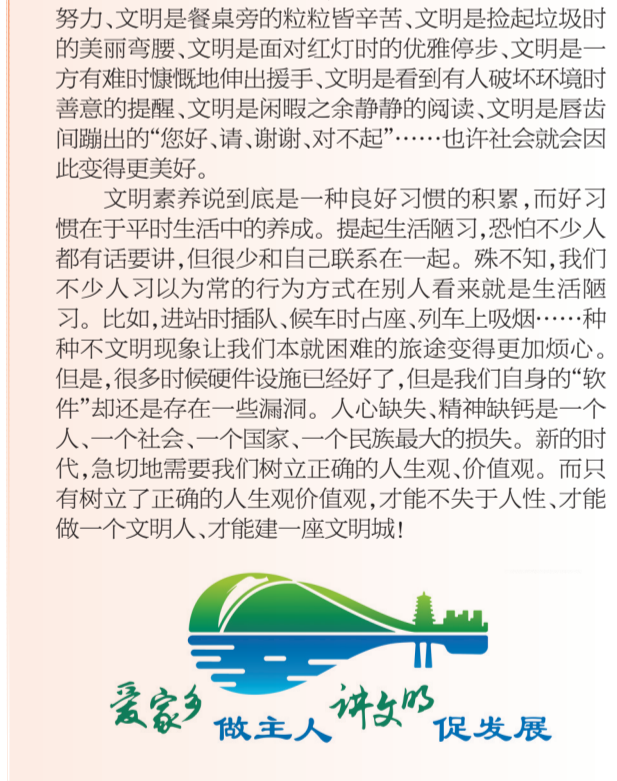 努力、文明是餐桌旁的粒粒皆辛苦、文明是捡起垃圾时
的美丽弯腰、文明是面对红灯时的优雅停步、文明是一
方有难时慷慨地伸出援手、文明是看到有人破坏环境时
善意的提醒、文明是闲暇之余静静的阅读、文明是唇齿
间蹦出的“您好、请、谢谢、对不起”……也许社会就会因
此变得更美好。
文明素养说到底是一种良好习惯的积累,而好习
惯在于平时生活中的养成。提起生活陋习,恐怕不少人
都有话要讲,但很少和自己联系在一起。殊不知,我们
不少人习以为常的行为方式在别人看来就是生活陋
习。比如,进站时插队、候车时占座、列车上吸烟……种
种不文明现象让我们本就困难的旅途变得更加烦心。
但是,很多时候硬件设施已经好了,但是我们自身的“软
件”却还是存在一些漏洞。人心缺失、精神缺钙是一个
人、一个社会、一个国家、一个民族最大的损失。新的时
代,急切地需要我们树立正确的人生观、价值观。而只
有树立了正确的人生观价值观,才能不失于人性、才能
做一个文明人、才能建一座文明城!
爱家乡 做主人 讲文明 促发展